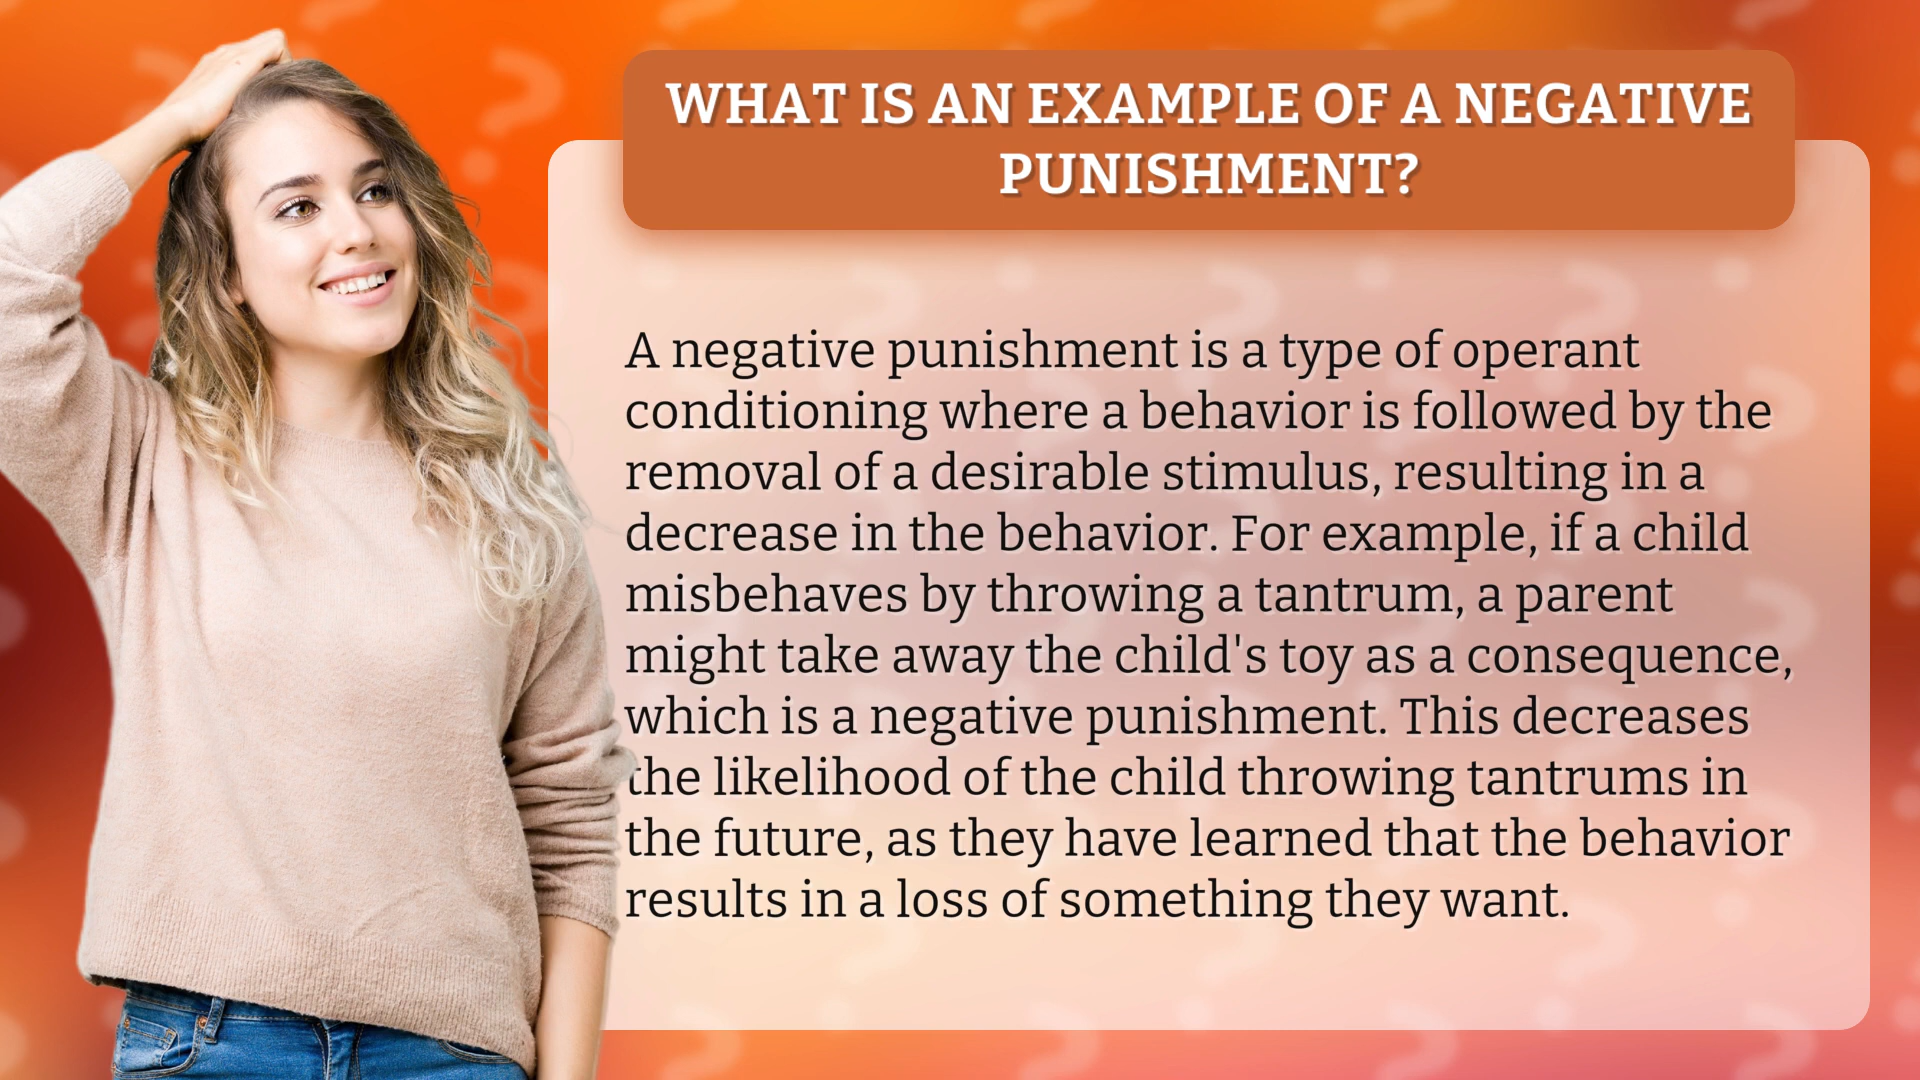 WHAT IS AN EXAMPLE OF A NEGATIVE
PUNISHMENT?
A negative punishment is a type of operant
conditioning where a behavior is followed by the
removal of a desirable stimulus, resulting in a
decrease in the behavior. For example, if a child
misbehaves by throwing a tantrum, a parent
might take away the child's toy as a consequence,
which is a negative punishment. This decreases
the likelihood of the child throwing tantrums in
the future, as they have learned that the behavior
results in a loss of something they want.